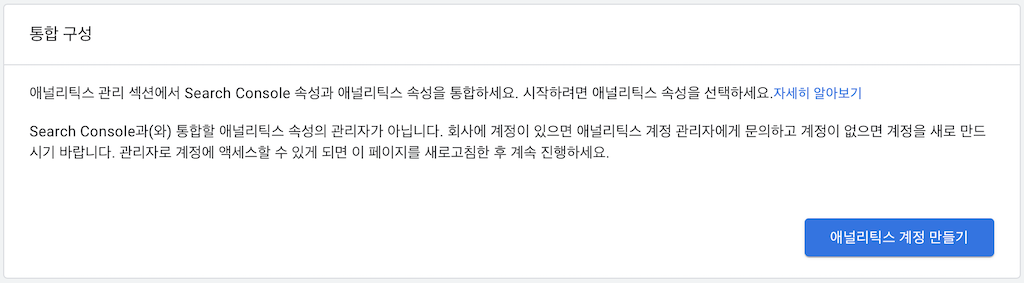 통합 구성
애널리틱스 관리 섹션에서 Search Console 속성과 애널리틱스 속성을 통합하세요. 시작하려면 애널리틱스 속성을 선택하세요.자세히 알아보기
Search Console과(와) 통합할 애널리틱스 속성의 관리자가 아닙니다. 회사에 계정이 있으면 애널리틱스 계정 관리자에게 문의하고 계정이 없으면 계정을 새로 만드
시기 바랍니다. 관리자로 계정에 액세스할 수 있게 되면 이 페이지를 새로고침한 후 계속 진행하세요.
애널리틱스 계정 만들기